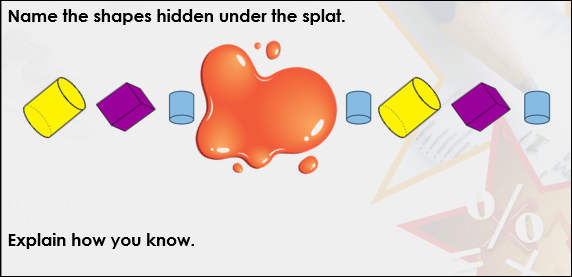 Name the shapes hidden under the splat.
Explain how you know.